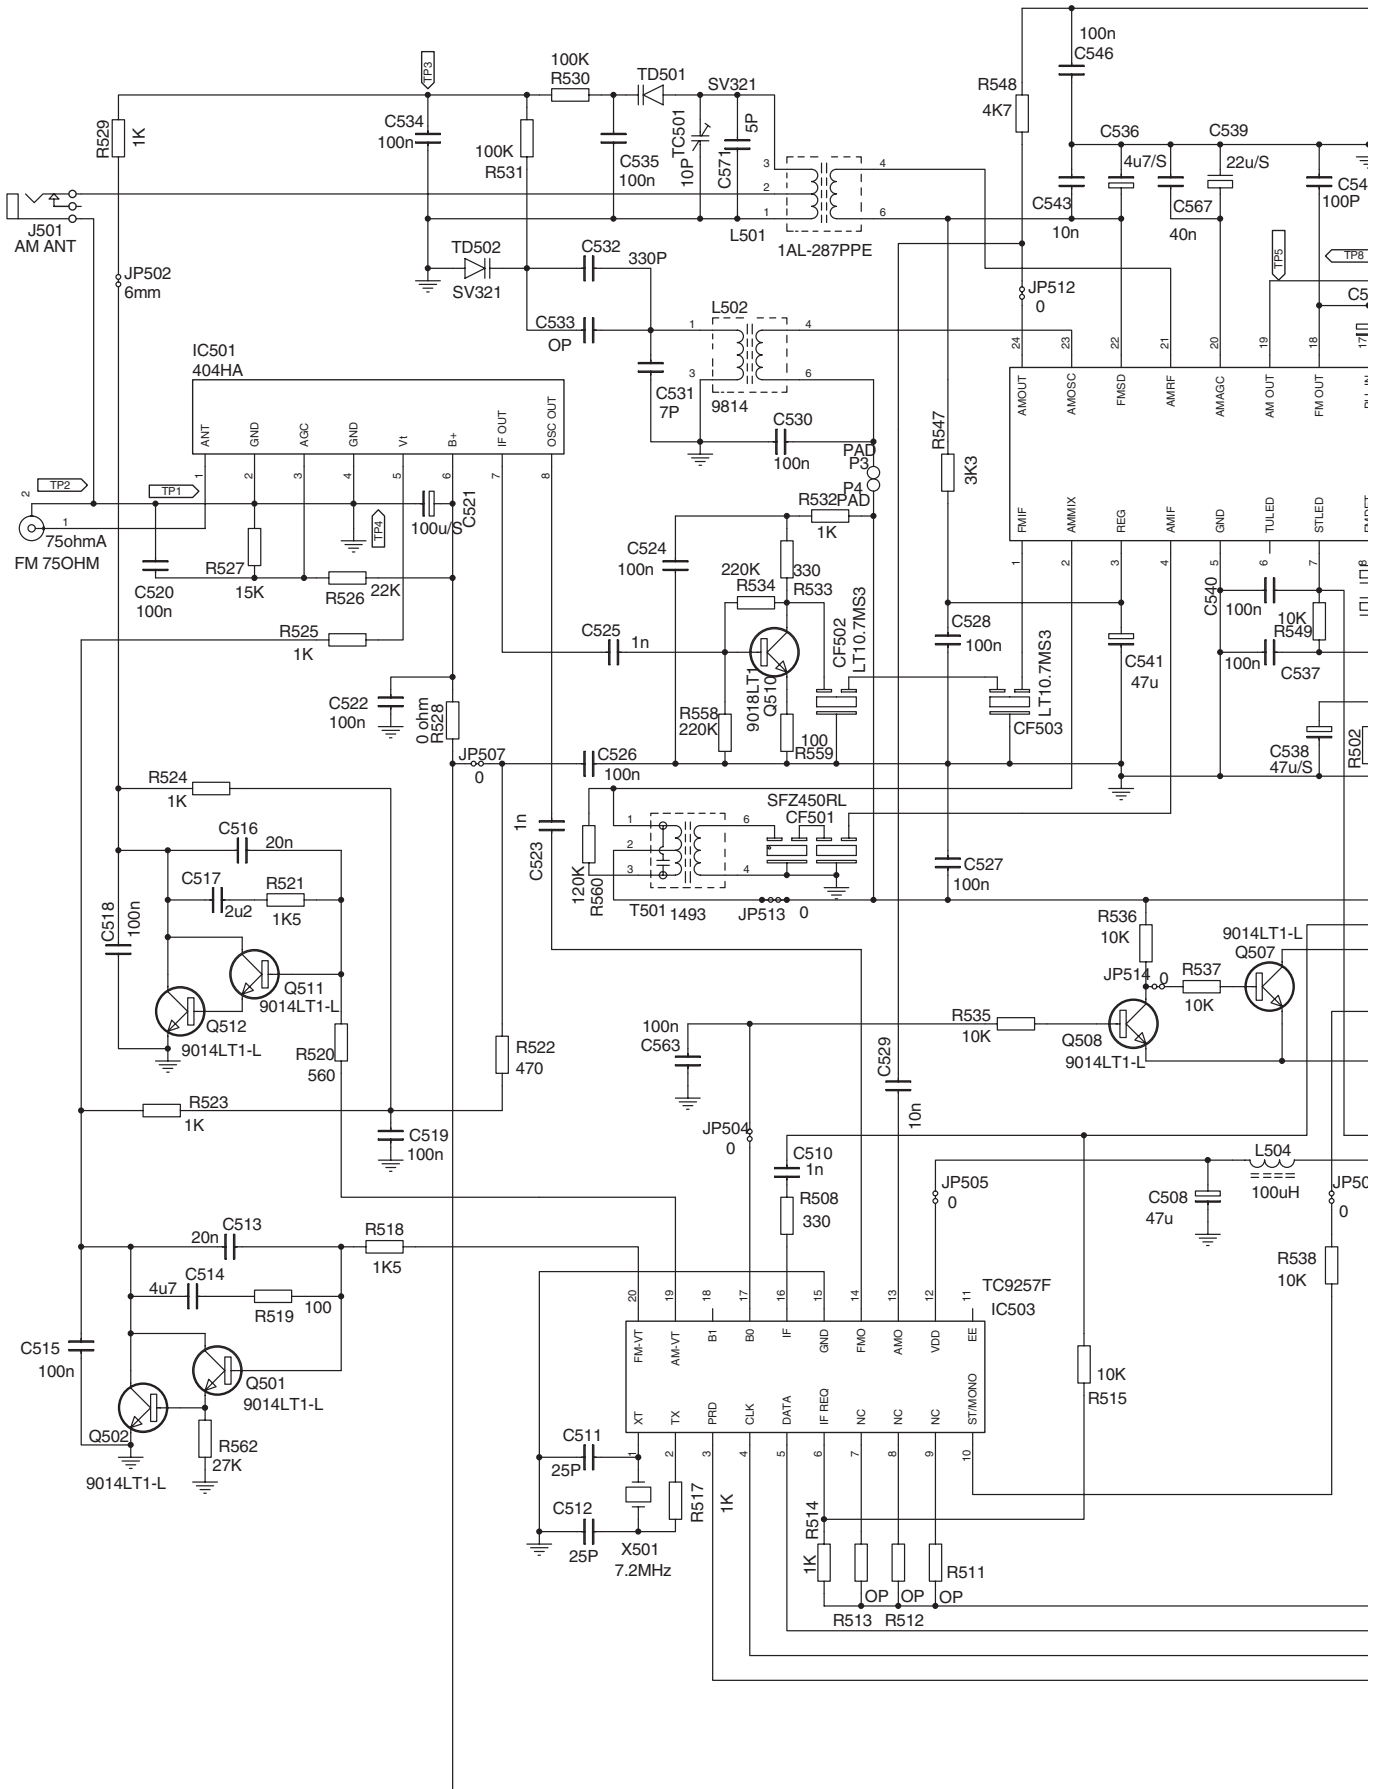 100n
C546
TP3
100K
R530
TD501
SV321
R548
4K7
R529
1K
C534
100n
100K
R531
C535
100n
TC501
10P
5P
C571
C536
4u7/S
C539
22u/S
3
2
1
4
6
L501
1AL-287PPE
C543
10n
C567
40n
C54
100P
J501
AM ANT
TD502
SV321
C532
330P
JP502
6mm
TP5
TP8
C5
JP512
0
L502
C533
OP
1
3
4
6
9814
C531
7P
C530
100n
24
23
22
21
20
19
18
17
AMOUT
AMOSC
FMSD
AMRF
AMAGC
AM OUT
FM OUT
IC501
404HA
ANT
GND
AGC
GND
Vt
B+
IF OUT
OSC OUT
1
2
3
4
5
6
7
8
R547
3K3
PAD
P3
P4
PAD
R532
1K
TP2
TP1
TP4
2
1
75ohmA
FM 75OHM
100u/S
C521
FMIF
AMMIX
REG
AMIF
GND
TULED
STLED
1
2
3
4
5
6
7
8
C520
100n
R527
15K
R526
22K
C524
100n
220K
R534
330
R533
C540
100n
10K
R549
R525
1K
C525
1n
CF502
LT10.7MS3
C528
100n
LT10.7MS3
CF503
C541
47u
100n
C537
C522
100n
0 ohm
R528
9018LT1
Q510
R558
220K
100
R559
C538
47u/S
R502
JP507
0
C526
100n
R524
1K
SFZ450RL
CF501
C516
20n
1n
C523
1
2
3
6
4
120K
R560
T501
1493
JP513
0
C527
100n
C517
2u2
R521
1K5
C518
100n
R536
10K
9014LT1-L
Q507
JP514
0
R537
10K
Q511
9014LT1-L
Q512
9014LT1-L
R520
560
R522
470
100n
C563
C529
10n
R535
10K
Q508
9014LT1-L
R523
1K
C519
100n
JP504
0
C510
1n
R508
330
JP505
0
L504
100uH
C508
47u
JP50
0
R538
10K
C513
20n
R518
1K5
C514
4u7
R519
100
C515
100n
Q501
9014LT1-L
Q502
9014LT1-L
R562
27K
TC9257F
IC503
20
19
18
17
16
15
14
13
12
11
FM-VT
AM-VT
B1
B0
IF
GND
FMO
AMO
VDD
EE
XT
TX
PRD
CLK
DATA
IF REQ
NC
NC
NC
ST/MONO
1
2
3
4
5
6
7
8
9
10
10K
R515
C511
25P
C512
25P
X501
7.2MHz
R517
1K
R514
1K
R511
OP
OP
OP
R513
R512